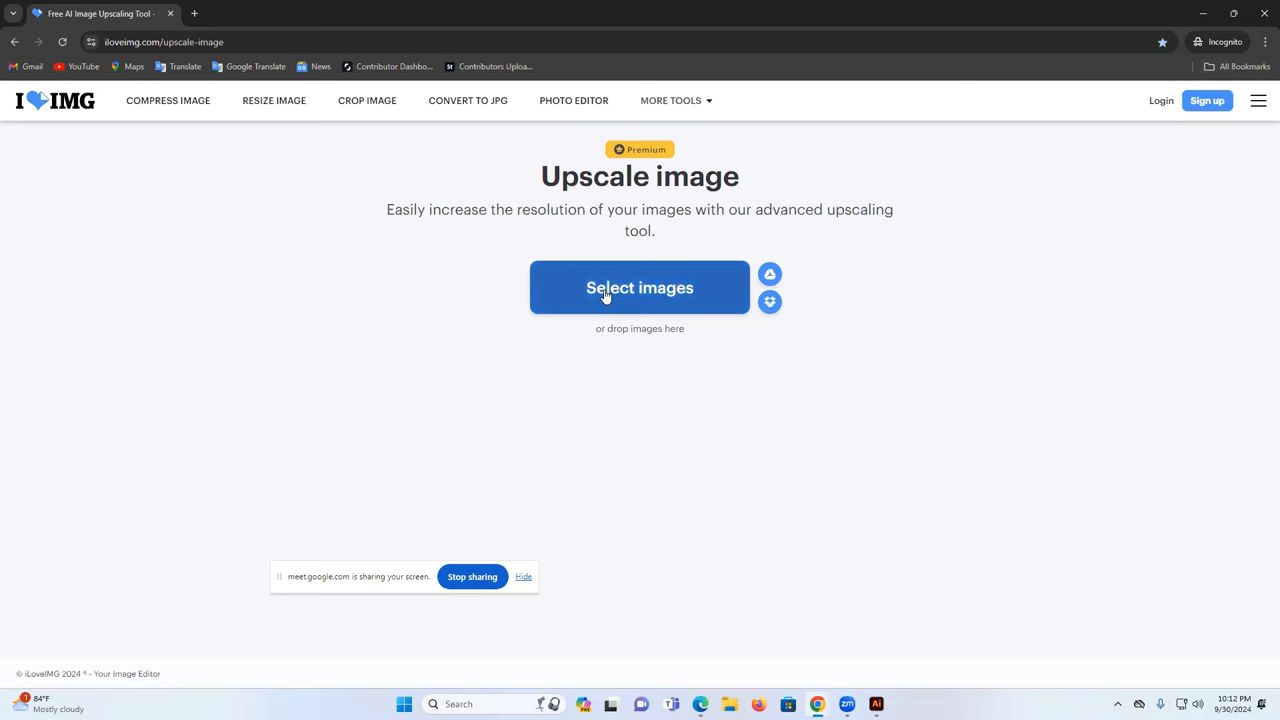 Free AI Image Upscaling Tool -
iloveimg.com/upscale-image
Incognito
Gmail
YouTube
Maps
Translate
Google Translate
News
Contributor Dashbo...
Contributors Uploa...
All Bookmarks
I IMG
COMPRESS IMAGE
RESIZE IMAGE
CROP IMAGE
CONVERT TO JPG
PHOTO EDITOR
MORE TOOLS
Login
Sign up
Premium
Upscale image
Easily increase the resolution of your images with our advanced upscaling
tool.
Select images
or drop images here
meet.google.com is sharing your screen.
Stop sharing
Hide
© iLoveIMG 2024 ® - Your Image Editor
1
84°F
Mostly cloudy
Search
zm
Ai
10:12 PM
9/30/2024